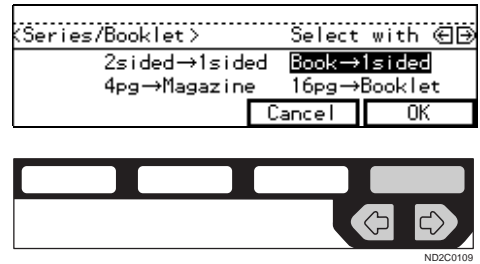 <Series/Booklet> Select with ⬅➡
2sided→1sided Book→1sided
4pg→Magazine 16pg→Booklet
Cancel OK
ND2C0109